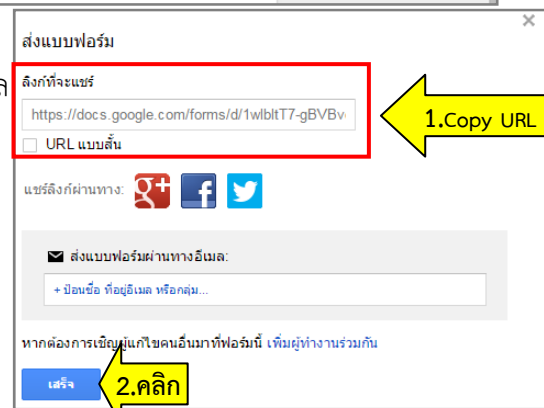 ส่งแบบฟอร์ม
ล
ลิงก์ที่จะแชร์
https://docs.google.com/forms/d/1wlbltT7-gBVBv
1.Copy URL
URL แบบสั้น
แชร์ลิงก์ผ่านทาง:
ส่งแบบฟอร์มผ่านทางอีเมล:
+ ป้อนชื่อ ที่อยู่อีเมล หรือกลุ่ม...
หากต้องการเชิญผู้แก้ไขคนอื่นมาที่ฟอร์มนี้ เพิ่มผู้ทำงานร่วมกัน
เสร็จ
2.คลิก